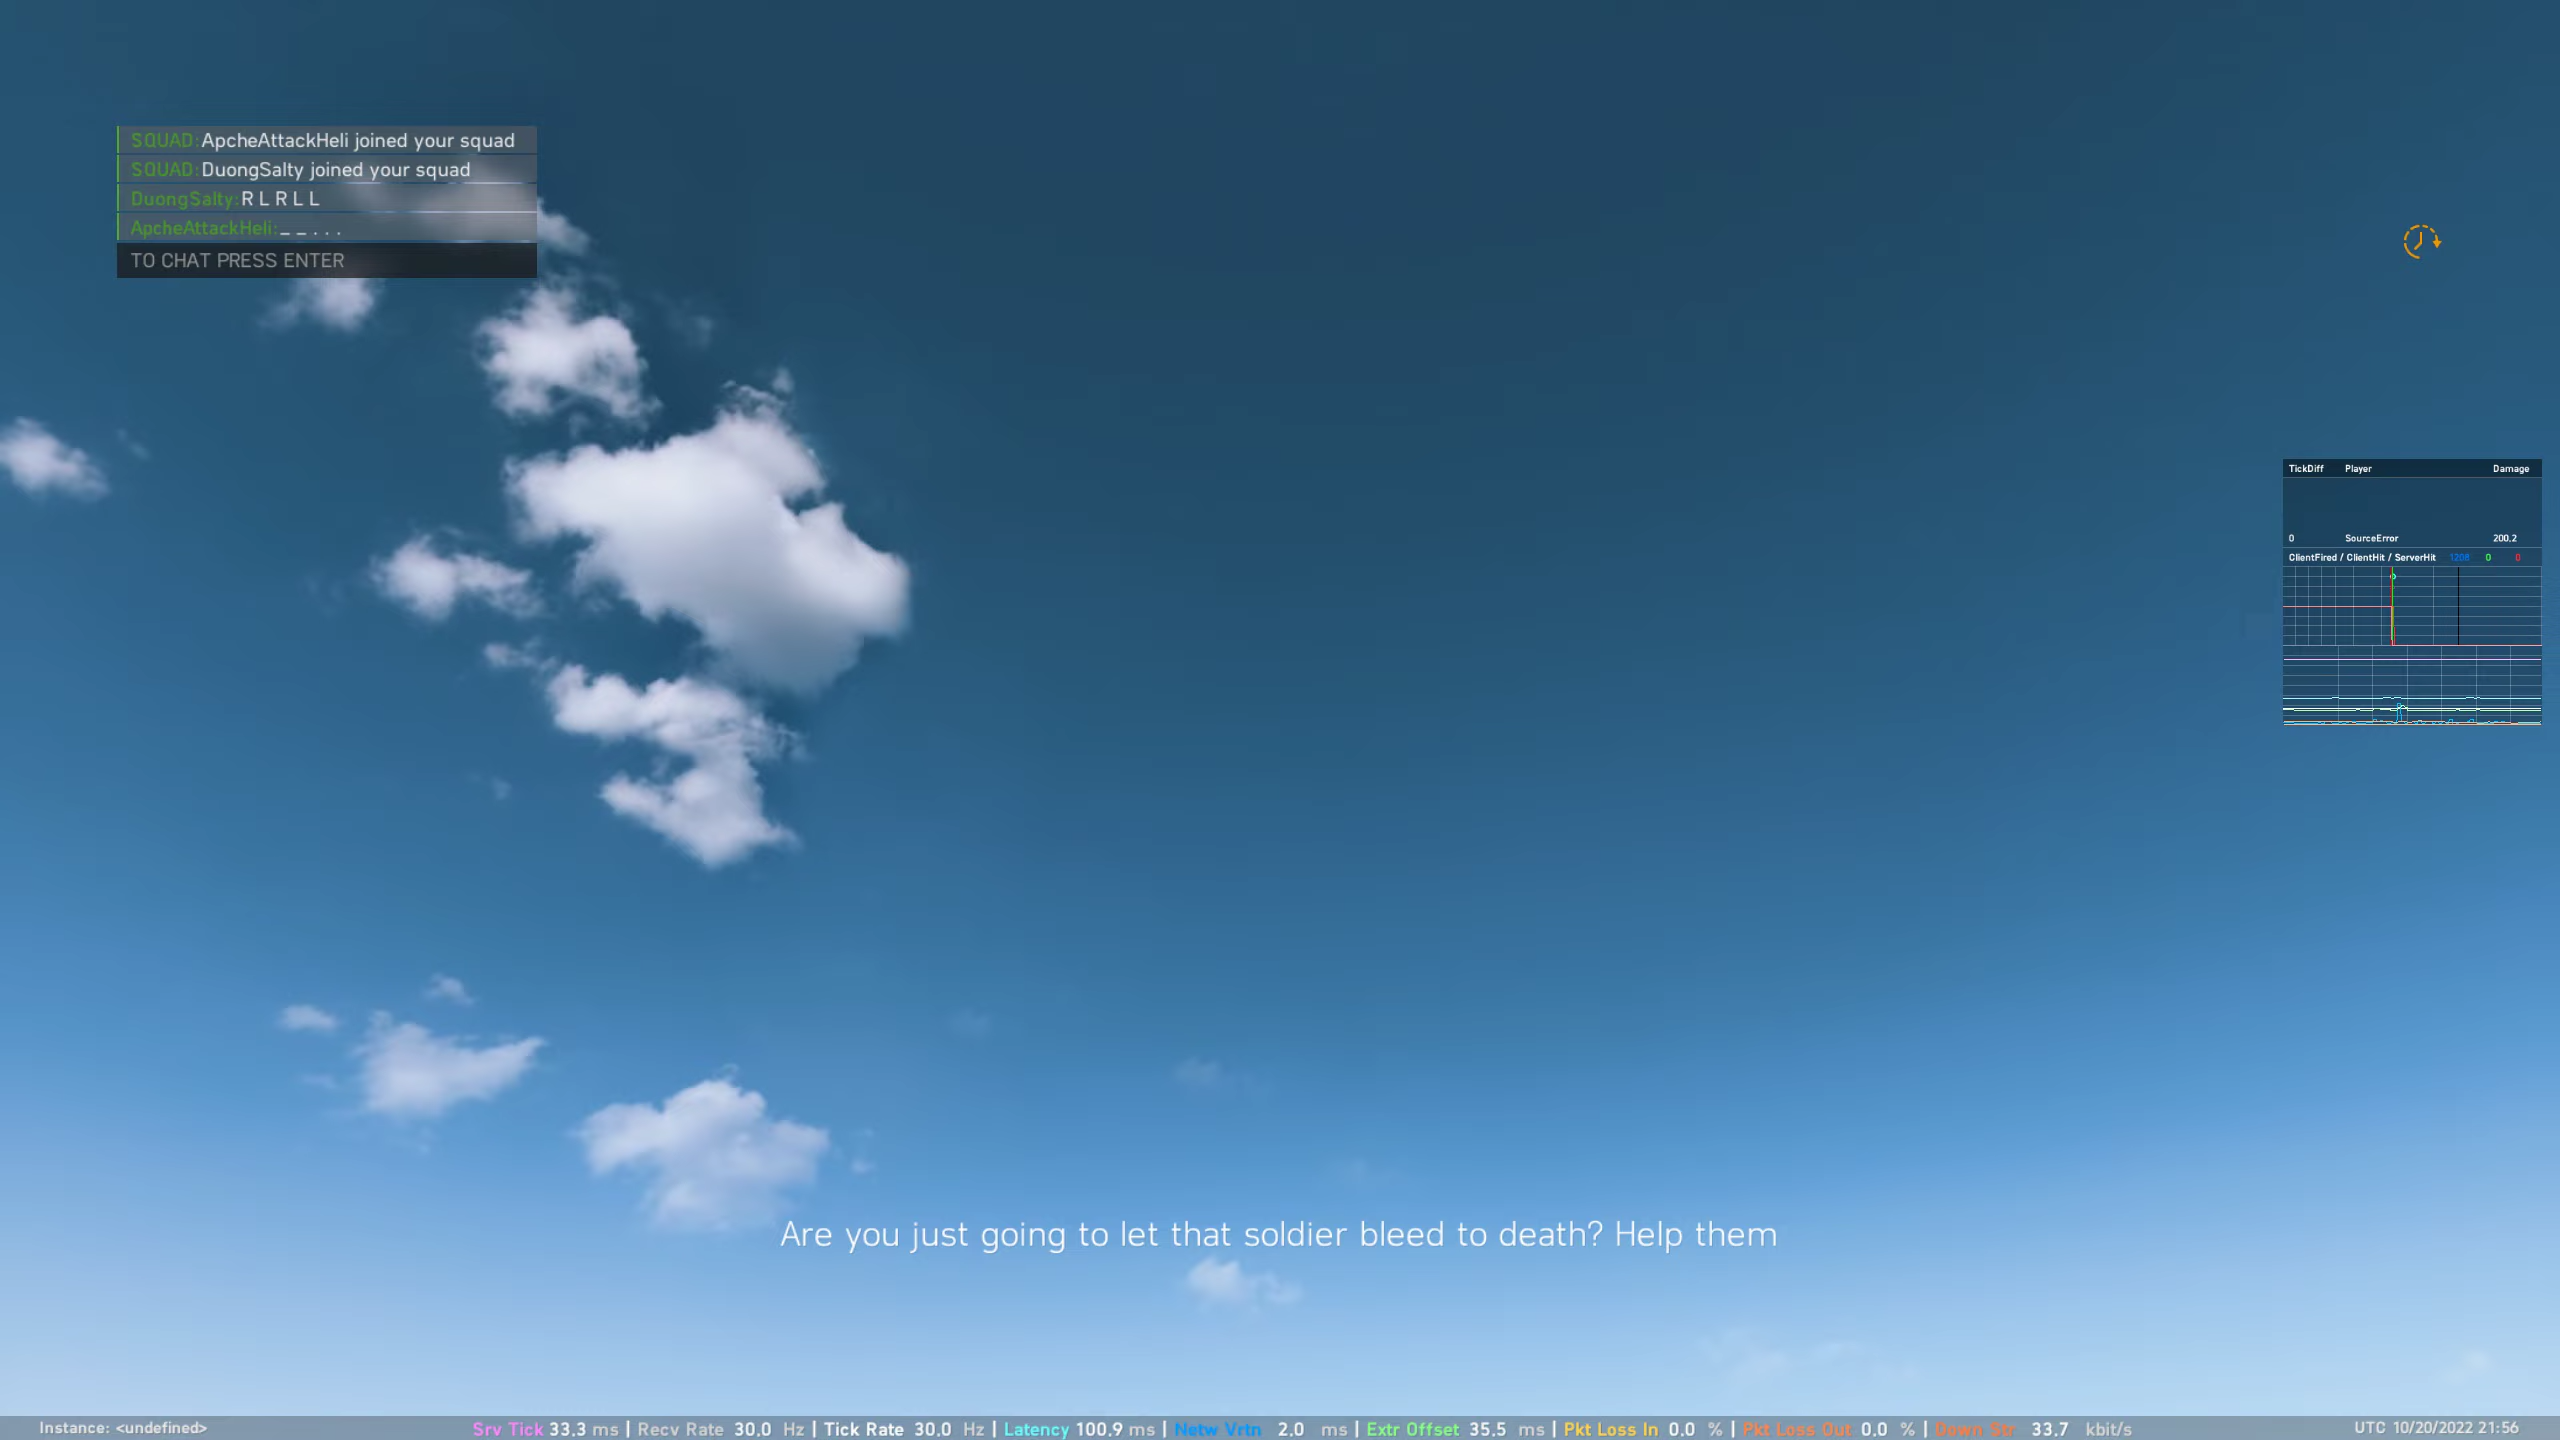 SQUAD: ApcheAttackHeli joined your squad
SQUAD: DuongSalty joined your squad
DuongSalty: R L R L L
ApcheAttackHeli: _ _ . . .
TO CHAT PRESS ENTER
TickDiff Player Damage
0 SourceError 200.2
ClientFired / ClientHit / ServerHit 1208 0 0
Are you just going to let that soldier bleed to death? Help them
Instance: <undefined> Srv Tick 33.3 ms | Recv Rate 30.0 Hz | Tick Rate 30.0 Hz | Latency 100.9 ms | Netw Vrtn 2.0 ms | Extr Offset 35.5 ms | Pkt Loss In 0.0 % | Pkt Loss Out 0.0 % | Down Str 33.7 kbit/s UTC 10/20/2022 21:56